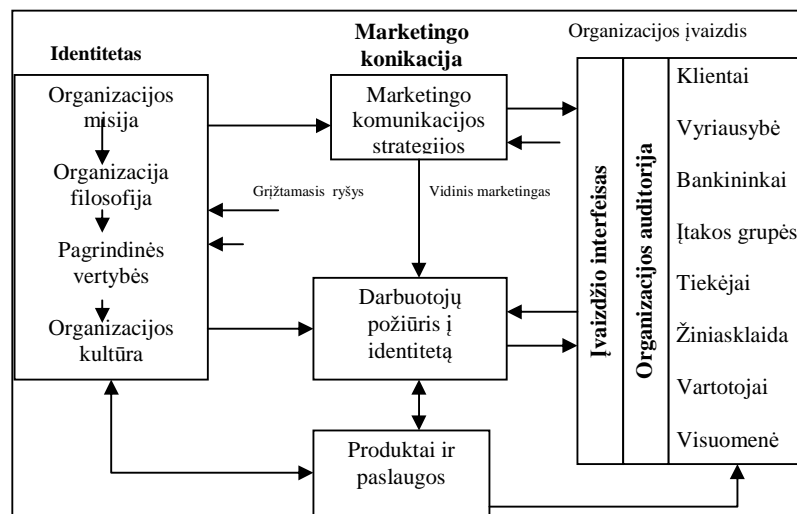 Identitas
Organizacijos
misija
Organizacija
filosofija
Pagrindinės
vertybės
Organizacijos
kultūra
Grįžtamasis ryšys
Marketingo
konikacija
Marketingo
komunikacijos
strategijos
Vidinis marketingas
Darbuotojų
požiūris į
identitetą
Produktai ir
paslaugos
Organizacijos įvaizdis
Įvaizdžio interfeisas
Organizacijos auditorija
Klientai
Vyriausybė
Bankininkai
Įtakos grupės
Tiekėjai
Žiniasklaida
Vartotojai
Visuomenė